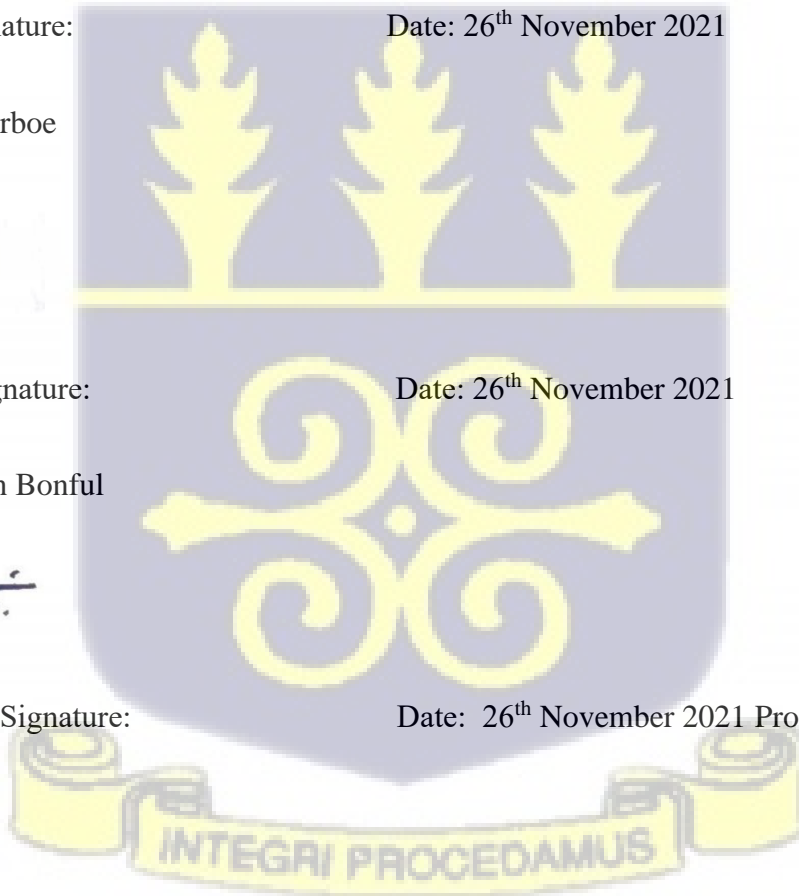 nature: Date: 26th November 2021
rboe
gnature: Date: 26th November 2021
n Bonful
Signature: Date: 26th November 2021 Pro
INTEGRI PROCEDAMUS